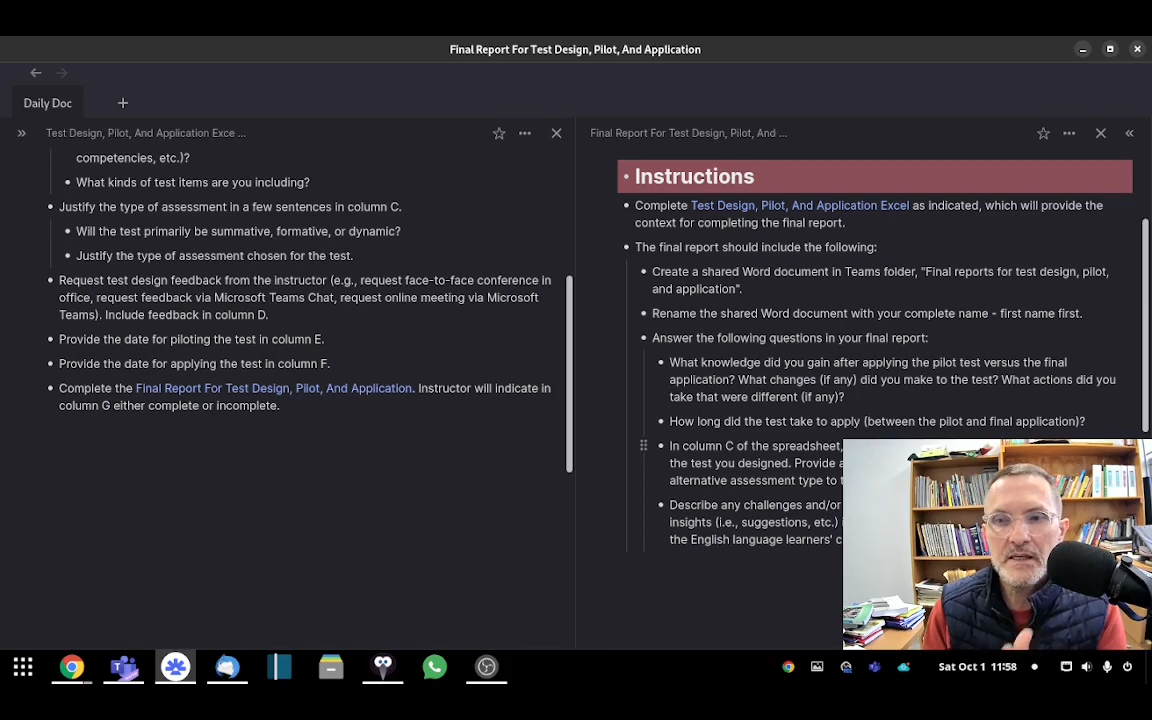 Final Report For Test Design, Pilot, And Application
Daily Doc
Test Design, Pilot, And Application Exce ...
competencies, etc.)?
What kinds of test items are you including?
Justify the type of assessment in a few sentences in column C.
Will the test primarily be summative, formative, or dynamic?
Justify the type of assessment chosen for the test.
Request test design feedback from the instructor (e.g., request face-to-face conference in
office, request feedback via Microsoft Teams Chat, request online meeting via Microsoft
Teams). Include feedback in column D.
Provide the date for piloting the test in column E.
Provide the date for applying the test in column F.
Complete the Final Report For Test Design, Pilot, And Application. Instructor will indicate in
column G either complete or incomplete.
Final Report For Test Design, Pilot, And ...
Instructions
Complete Test Design, Pilot, And Application Excel as indicated, which will provide the
context for completing the final report.
The final report should include the following:
Create a shared Word document in Teams folder, "Final reports for test design, pilot,
and application".
Rename the shared Word document with your complete name - first name first.
Answer the following questions in your final report:
What knowledge did you gain after applying the pilot test versus the final
application? What changes (if any) did you make to the test? What actions did you
take that were different (if any)?
How long did the test take to apply (between the pilot and final application)?
In column C of the spreadsheet,
the test you designed. Provide a
alternative assessment type to t
Describe any challenges and/or
insights (i.e., suggestions, etc.) i
the English language learners' c
Sat Oct 1 11:58